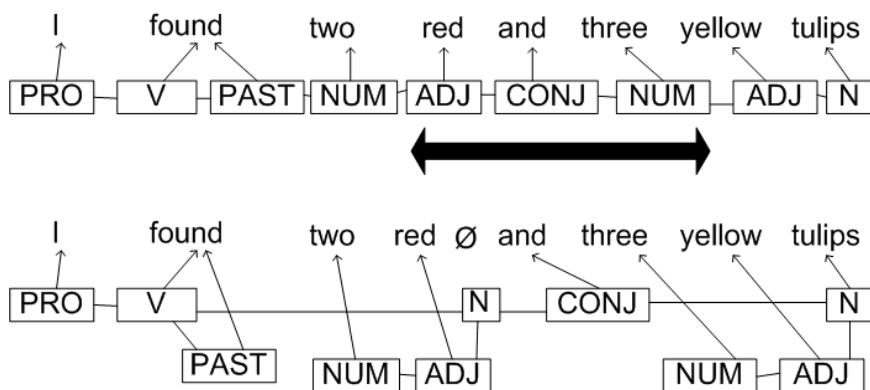 I found two red and three yellow tulips
PRO V PAST NUM ADJ CONJ NUM ADJ N
I found two red Ø and three yellow tulips
PRO V N CONJ N
PAST NUM ADJ NUM ADJ